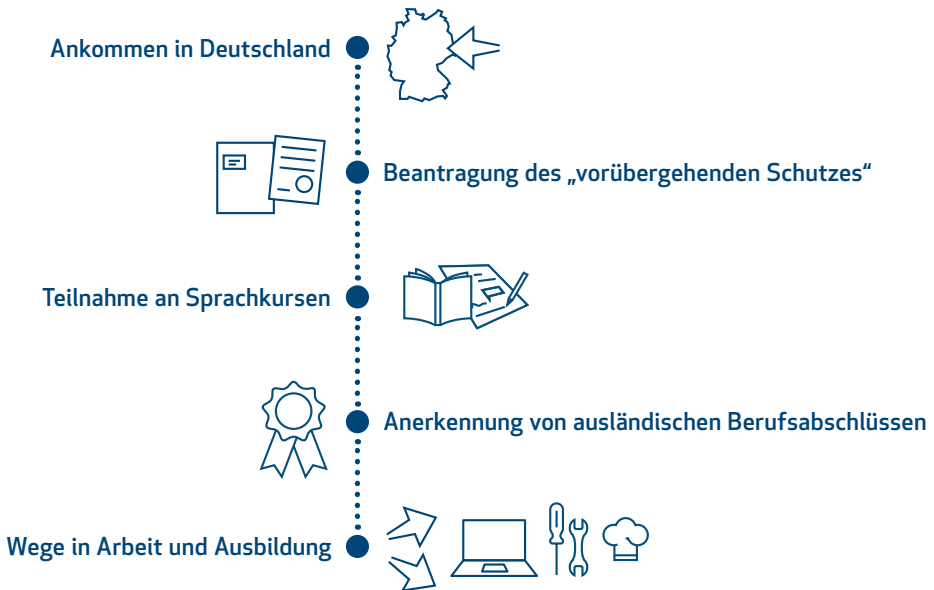 Ankommen in Deutschland
Beantragung des „vorübergehenden Schutzes“
Teilnahme an Sprachkursen
Anerkennung von ausländischen Berufsabschlüssen
Wege in Arbeit und Ausbildung